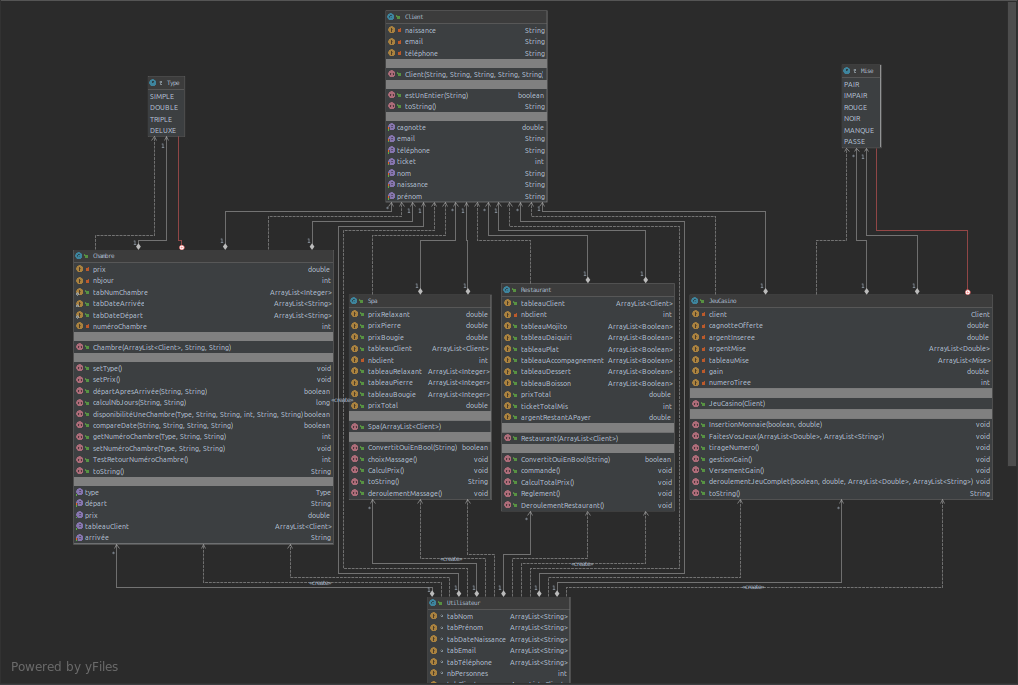 Client
naissance String
email String
téléphone String
Client(String, String, String, String, String)
estUnEntier(String) boolean
toString() String
cagnotte double
email String
téléphone String
ticket int
nom String
naissance String
prénom String
Type
SIMPLE
DOUBLE
TRIPLE
DELUXE
Mise
PAIR
IMPAIR
ROUGE
NOIR
MANQUE
PASSE
Chambre
prix double
nbjour int
tabNumChambre ArrayList<Integer>
tabDateArrivée ArrayList<String>
tabDateDépart ArrayList<String>
numéroChambre int
Chambre(ArrayList<Client>, String, String)
setType() void
setPrix() void
départApresArrivée(String, String) boolean
calculNbJours(String, String) long
disponibilitéUneChambre(Type, String, String, int, String, String) boolean
compareDate(String, String, String, String) boolean
getNuméroChambre(Type, String, String) int
setNuméroChambre(Type, String, String) void
TestRetourNuméroChambre() int
toString() String
type Type
départ String
prix double
tableauClient ArrayList<Client>
arrivée String
Spa
prixRelaxant double
prixPierre double
prixBougie double
tableauClient ArrayList<Client>
nbclient int
tableauRelaxant ArrayList<Integer>
tableauPierre ArrayList<Integer>
tableauBougie ArrayList<Integer>
prixTotal double
Spa(ArrayList<Client>)
ConvertitOuiEnBool(String) boolean
choixMassage() void
CalculPrix() void
toString() String
deroulementMassage() void
Restaurant
tableauClient ArrayList<Client>
nbclient int
tableauMojito ArrayList<Boolean>
tableauDaiquiri ArrayList<Boolean>
tableauPlat ArrayList<Boolean>
tableauAccompagnement ArrayList<Boolean>
tableauDessert ArrayList<Boolean>
tableauBoisson ArrayList<Boolean>
prixTotal double
ticketTotalMis int
argentRestantAPayer double
Restaurant(ArrayList<Client>)
ConvertitOuiEnBool(String) boolean
commande() void
CalculTotalPrix() void
Reglement() void
DeroulementRestaurant() void
JeuCasino
client Client
cagnotteOfferte double
argentInseree double
argentMise ArrayList<Double>
tableauMise ArrayList<Mise>
gain double
numeroTiree int
JeuCasino(Client)
InsertionMonnaie(boolean, double) void
FaitesVosJeux(ArrayList<Double>, ArrayList<String>) void
tirageNumero() void
gestionGain() void
VersementGain() void
deroulementJeuComplet(boolean, double, ArrayList<Double>, ArrayList<String>) void
toString() String
«create»
«create»
«create»
«create»
«create»
Utilisateur
tabNom ArrayList<String>
tabPrénom ArrayList<String>
tabDateNaissance ArrayList<String>
tabEmail ArrayList<String>
tabTéléphone ArrayList<String>
nbPersonnes int
Powered by yFiles